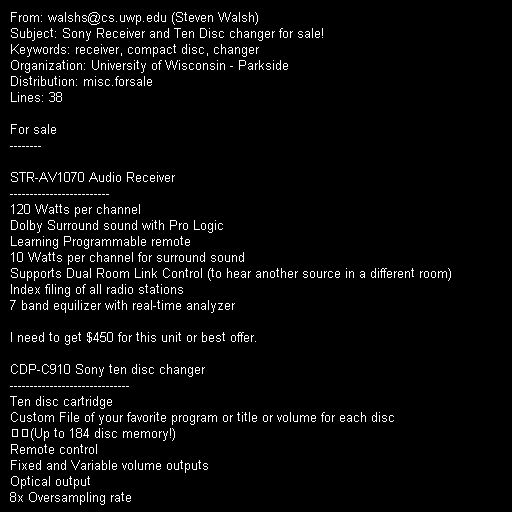 From: walshs@cs.uwp.edu (Steven Walsh)
Subject: Sony Receiver and Ten Disc changer for sale!
Keywords: receiver, compact disc, changer
Organization: University of Wisconsin - Parkside
Distribution: misc.forsale
Lines: 38

For sale
--------

STR-AV1070 Audio Receiver
-------------------------
120 Watts per channel
Dolby Surround sound with Pro Logic
Learning Programmable remote
10 Watts per channel for surround sound
Supports Dual Room Link Control (to hear another source in a different room)
Index filing of all radio stations
7 band equilizer with real-time analyzer

I need to get $450 for this unit or best offer.

CDP-C910 Sony ten disc changer
------------------------------
Ten disc cartridge
Custom File of your favorite program or title or volume for each disc
(Up to 184 disc memory!)
Remote control
Fixed and Variable volume outputs
Optical output
8x Oversampling rate